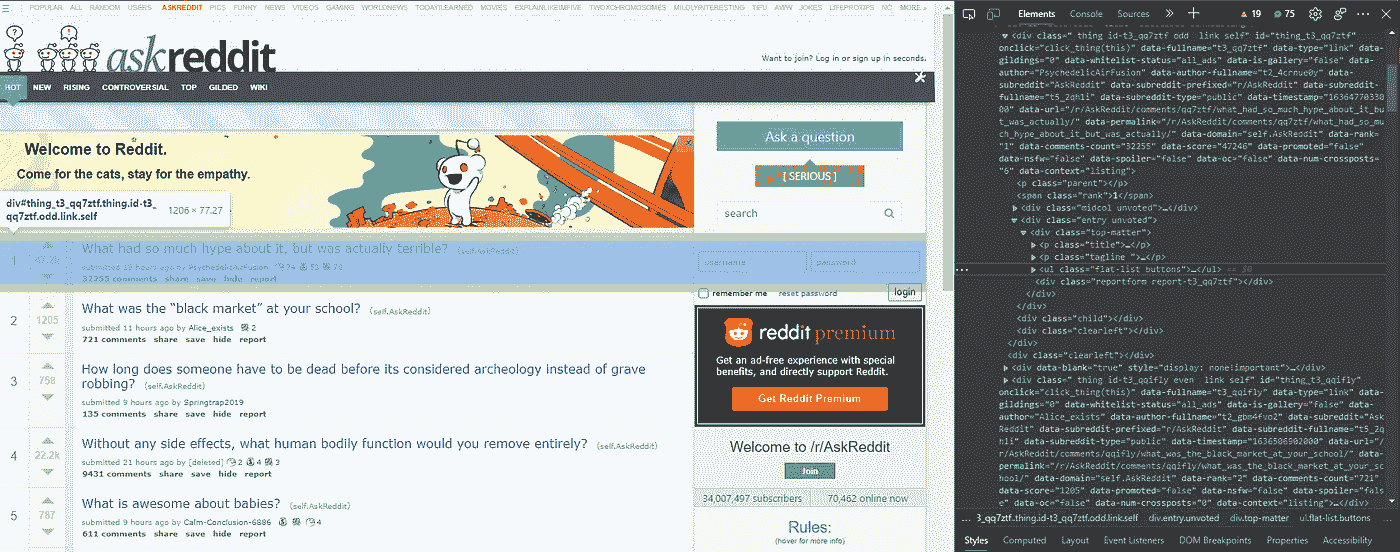 POPULAR ALL RANDOM USERS ASKREDDIT PICS FUNNY NEWS VIDEOS GAMING WORLDNEWS TODAYILEARNED MOVIES EXPLAINLIKEIMFIVE TWOXCHROMOSOMES MILDLYINTERESTING TIFU AWW JOKES LIFEPROTIPS NC MORE »
askreddit
Want to join? Log in or sign up in seconds.
HOT NEW RISING CONTROVERSIAL TOP GILDED WIKI
Welcome to Reddit.
Come for the cats, stay for the empathy.
div#thing_t3_qq7ztf.thing.id-t3_
qq7ztf.odd.link.self
1206 × 77.27
1
47.2k
What had so much hype about it, but was actually terrible? (self.AskReddit)
submitted 19 hours ago by PsychedelicAirFusion
32255 comments share save hide report
2
1205
What was the “black market” at your school? (self.AskReddit)
submitted 11 hours ago by Alice_exists 2
721 comments share save hide report
3
758
How long does someone have to be dead before its considered archeology instead of grave
robbing? (self.AskReddit)
submitted 9 hours ago by Springtrap2019
135 comments share save hide report
4
22.2k
Without any side effects, what human bodily function would you remove entirely? (self.AskReddit)
submitted 21 hours ago by [deleted] 2 4 3
9431 comments share save hide report
5
787
What is awesome about babies? (self.AskReddit)
submitted 9 hours ago by Calm-Conclusion-6886 4
611 comments share save hide report
Ask a question
[ SERIOUS ]
search
username
password
remember me reset password
login
reddit premium
Get an ad-free experience with special
benefits, and directly support Reddit.
Get Reddit Premium
Welcome to /r/AskReddit
Join
34,007,497 subscribers 70,462 online now
Rules:
(hover for more info)
Elements Console Sources » + 19 75
<div class=" thing id-t3_qq7ztf odd link self" id="thing_t3_qq7ztf"
onclick="click_thing(this)" data-fullname="t3_qq7ztf" data-type="link" data-
gildings="0" data-whitelist-status="all_ads" data-is-gallery="false" data-
author="PsychedelicAirFusion" data-author-fullname="t2_4crnue0y" data-
subreddit="AskReddit" data-subreddit-prefixed="r/AskReddit" data-subreddit-
fullname="t5_2qh1i" data-subreddit-type="public" data-timestamp="16364770330
00" data-url="/r/AskReddit/comments/qq7ztf/what_had_so_much_hype_about_it_bu
t_was_actually/" data-permalink="/r/AskReddit/comments/qq7ztf/what_had_so_mu
ch_hype_about_it_but_was_actually/" data-domain="self.AskReddit" data-rank=
"1" data-comments-count="32255" data-score="47246" data-promoted="false"
data-nsfw="false" data-spoiler="false" data-oc="false" data-num-crossposts=
"6" data-context="listing">
<p class="parent"></p>
<span class="rank">1</span>
<div class="midcol unvoted">…</div>
<div class="entry unvoted">
<div class="top-matter">
<p class="title">…</p>
<p class="tagline ">…</p>
<ul class="flat-list buttons">…</ul> == $0
<div class="reportform report-t3_qq7ztf"></div>
</div>
</div>
<div class="child"></div>
<div class="clearleft"></div>
</div>
<div class="clearleft"></div>
<div data-blank="true" style="display: none!important">…</div>
<div class=" thing id-t3_qqifly even link self" id="thing_t3_qqifly"
onclick="click_thing(this)" data-fullname="t3_qqifly" data-type="link" data-
gildings="0" data-whitelist-status="all_ads" data-is-gallery="false" data-
author="Alice_exists" data-author-fullname="t2_gbm4fvo2" data-subreddit="Ask
Reddit" data-subreddit-prefixed="r/AskReddit" data-subreddit-fullname="t5_2q
h1i" data-subreddit-type="public" data-timestamp="1636506902000" data-url="/
r/AskReddit/comments/qqifly/what_was_the_black_market_at_your_school/" data-
permalink="/r/AskReddit/comments/qqifly/what_was_the_black_market_at_your_sc
hool/" data-domain="self.AskReddit" data-rank="2" data-comments-count="721"
data-score="1205" data-promoted="false" data-nsfw="false" data-spoiler="fals
e" data-oc="false" data-num-crossposts="0" data-context="listing">…</div>
… 3_qq7ztf.thing.id-t3_qq7ztf.odd.link.self div.entry.unvoted div.top-matter ul.flat-list.buttons …
Styles Computed Layout Event Listeners DOM Breakpoints Properties Accessibility